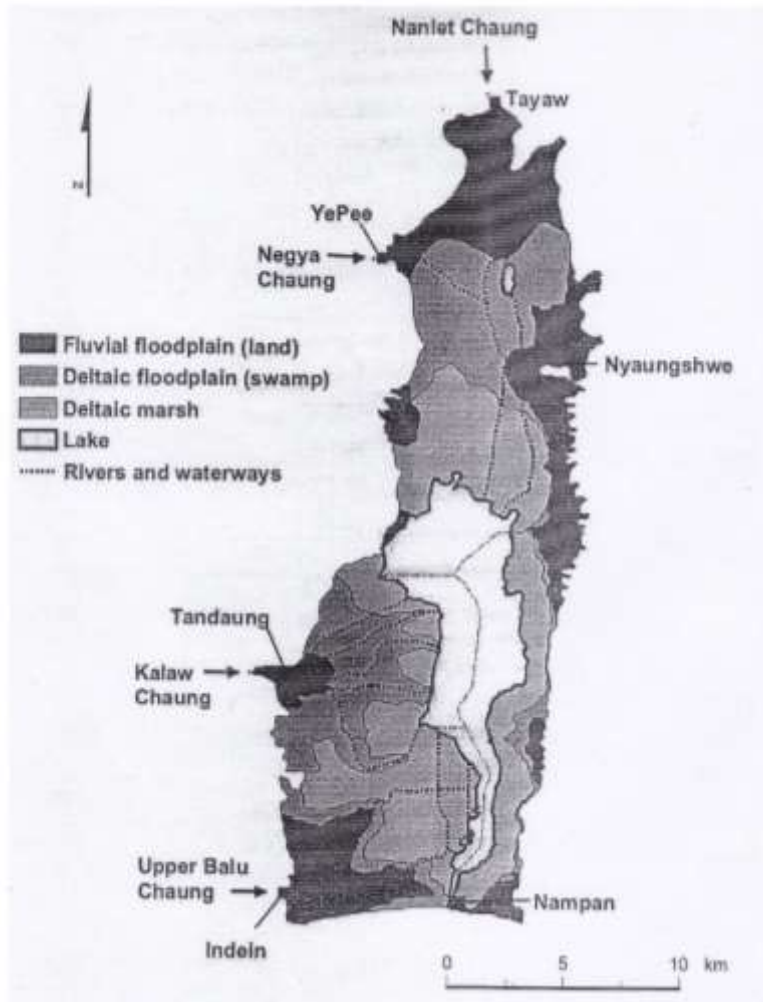 Nanlet Chaung
Tayaw
YePee
Negya
Chaung
Fluvial floodplain (land)
Deltaic floodplain (swamp)
Nyaungshwe
Deltaic marsh
Lake
Rivers and waterways
Tandaung
Kalaw
Chaung
Upper Balu
Chaung
Nampan
Indein
0 5 10 km
N